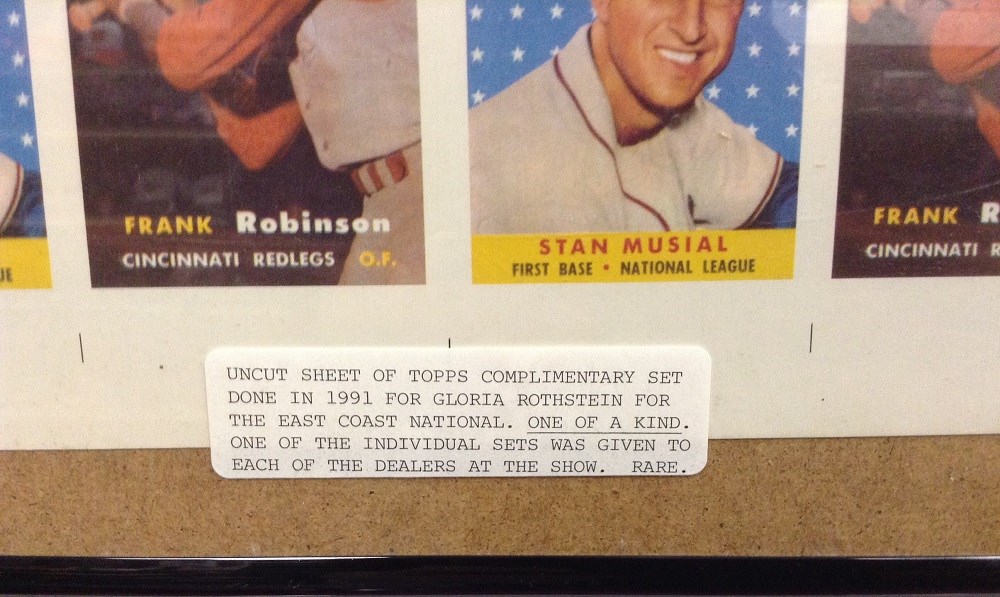 FRANK Robinson
CINCINNATI REDLEGS O.F.
STAN MUSIAL
FIRST BASE • NATIONAL LEAGUE
FRANK R
CINCINNATI R
UE
UNCUT SHEET OF TOPPS COMPLIMENTARY SET
DONE IN 1991 FOR GLORIA ROTHSTEIN FOR
THE EAST COAST NATIONAL. ONE OF A KIND.
ONE OF THE INDIVIDUAL SETS WAS GIVEN TO
EACH OF THE DEALERS AT THE SHOW. RARE.